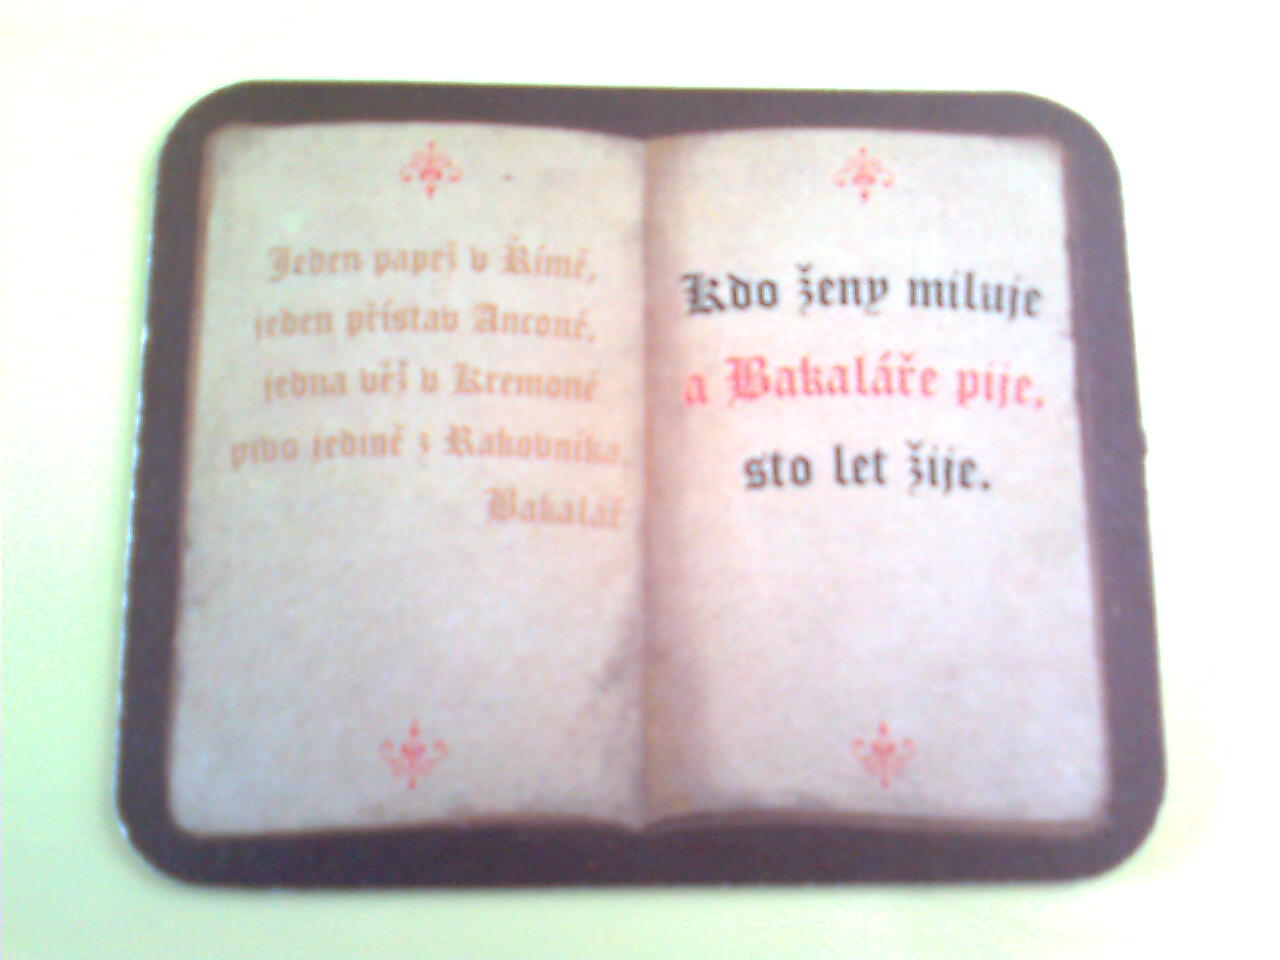 Jeden papež v Římě,
jeden přístav Anconě,
jedna věž v Kremoně
pivo jedině z Rakovníka,
Bakalář
Kdo ženy miluje
a Bakaláře pije,
sto let žije.